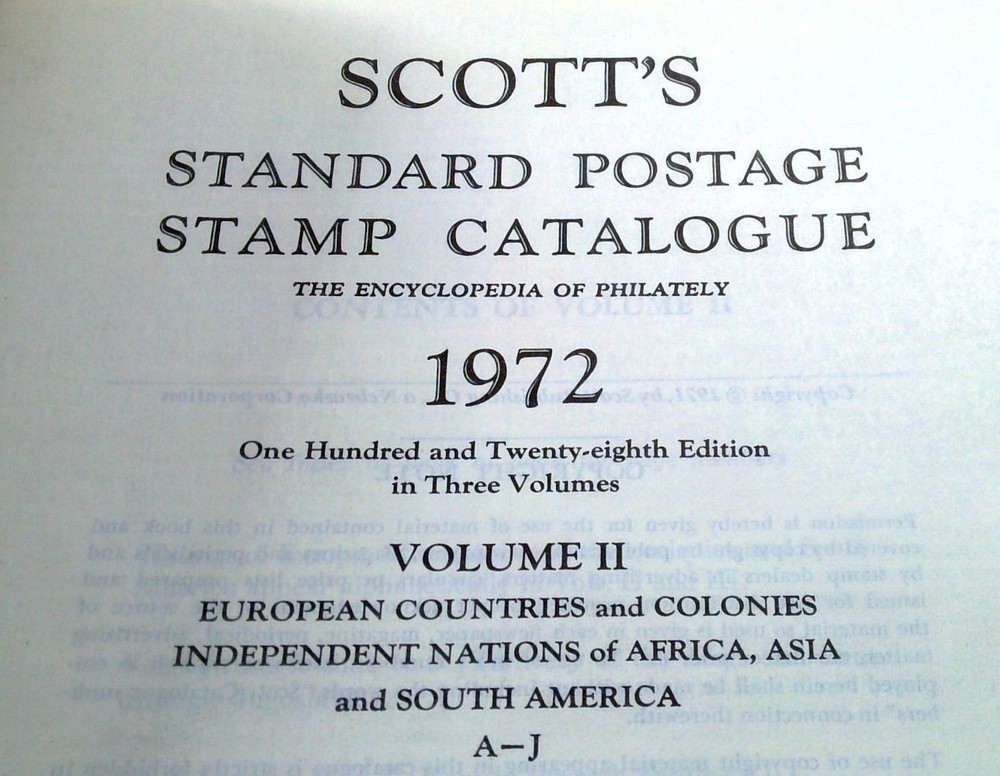 SCOTT'S
STANDARD POSTAGE
STAMP CATALOGUE
THE ENCYCLOPEDIA OF PHILATELY
1972
One Hundred and Twenty-eighth Edition
in Three Volumes
VOLUME II
EUROPEAN COUNTRIES and COLONIES
INDEPENDENT NATIONS of AFRICA, ASIA
and SOUTH AMERICA
A—J